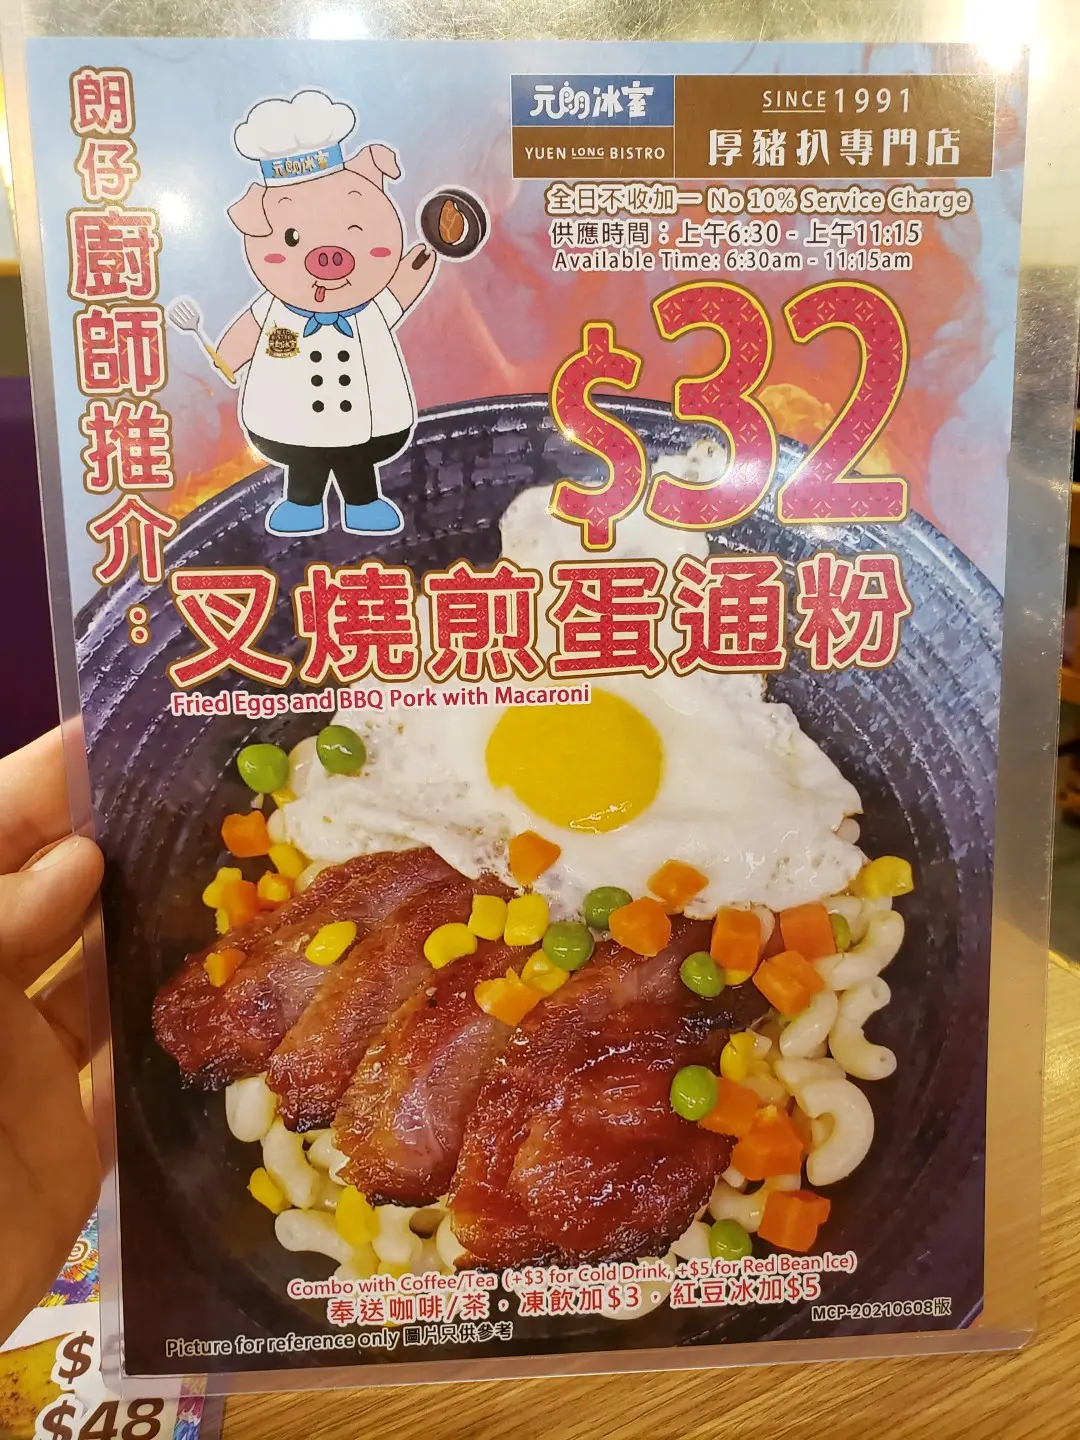 朗仔廚師推介：
元朗冰室
元朗冰室
YUEN LONG BISTRO
SINCE 1991
厚豬扒專門店
全日不收加一 No 10% Service Charge
供應時間：上午6:30 - 上午11:15
Available Time: 6:30am - 11:15am
$32
叉燒煎蛋通粉
Fried Eggs and BBQ Pork with Macaroni
Combo with Coffee/Tea (+$3 for Cold Drink, +$5 for Red Bean Ice)
奉送咖啡/茶，凍飲加$3，紅豆冰加$5
MCP-20210608版
Picture for reference only 圖片只供參考
$48